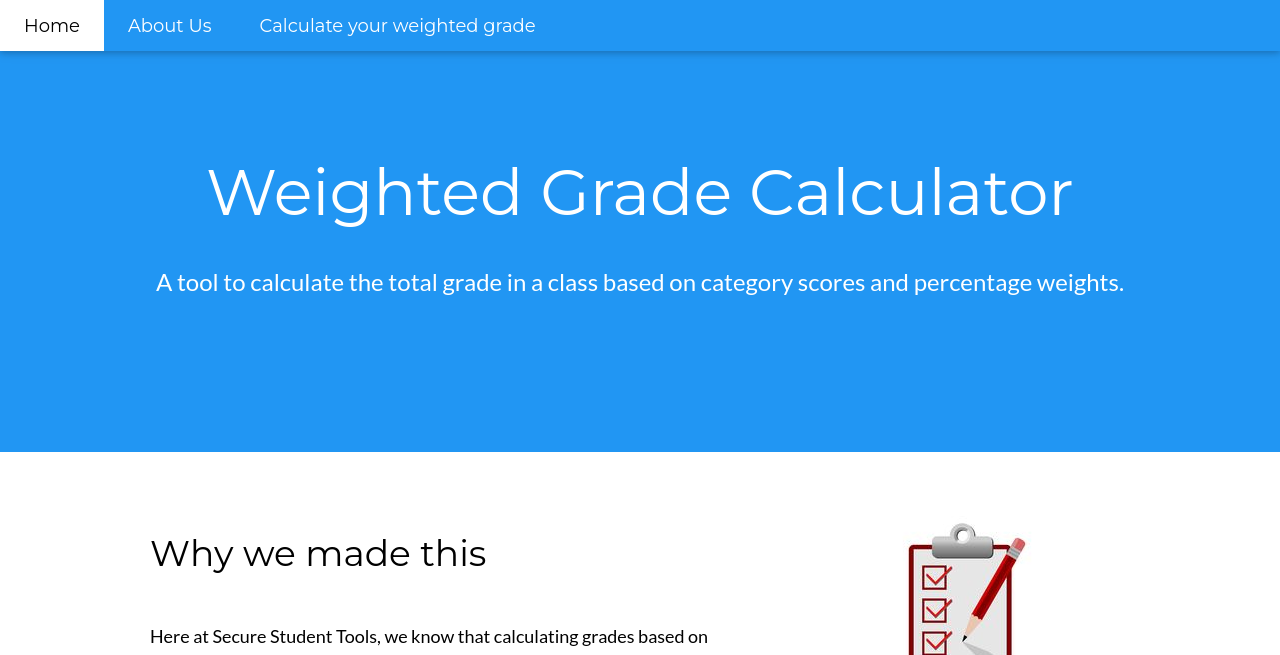 Home About Us Calculate your weighted grade
Weighted Grade Calculator
A tool to calculate the total grade in a class based on category scores and percentage weights.
Why we made this
Here at Secure Student Tools, we know that calculating grades based on